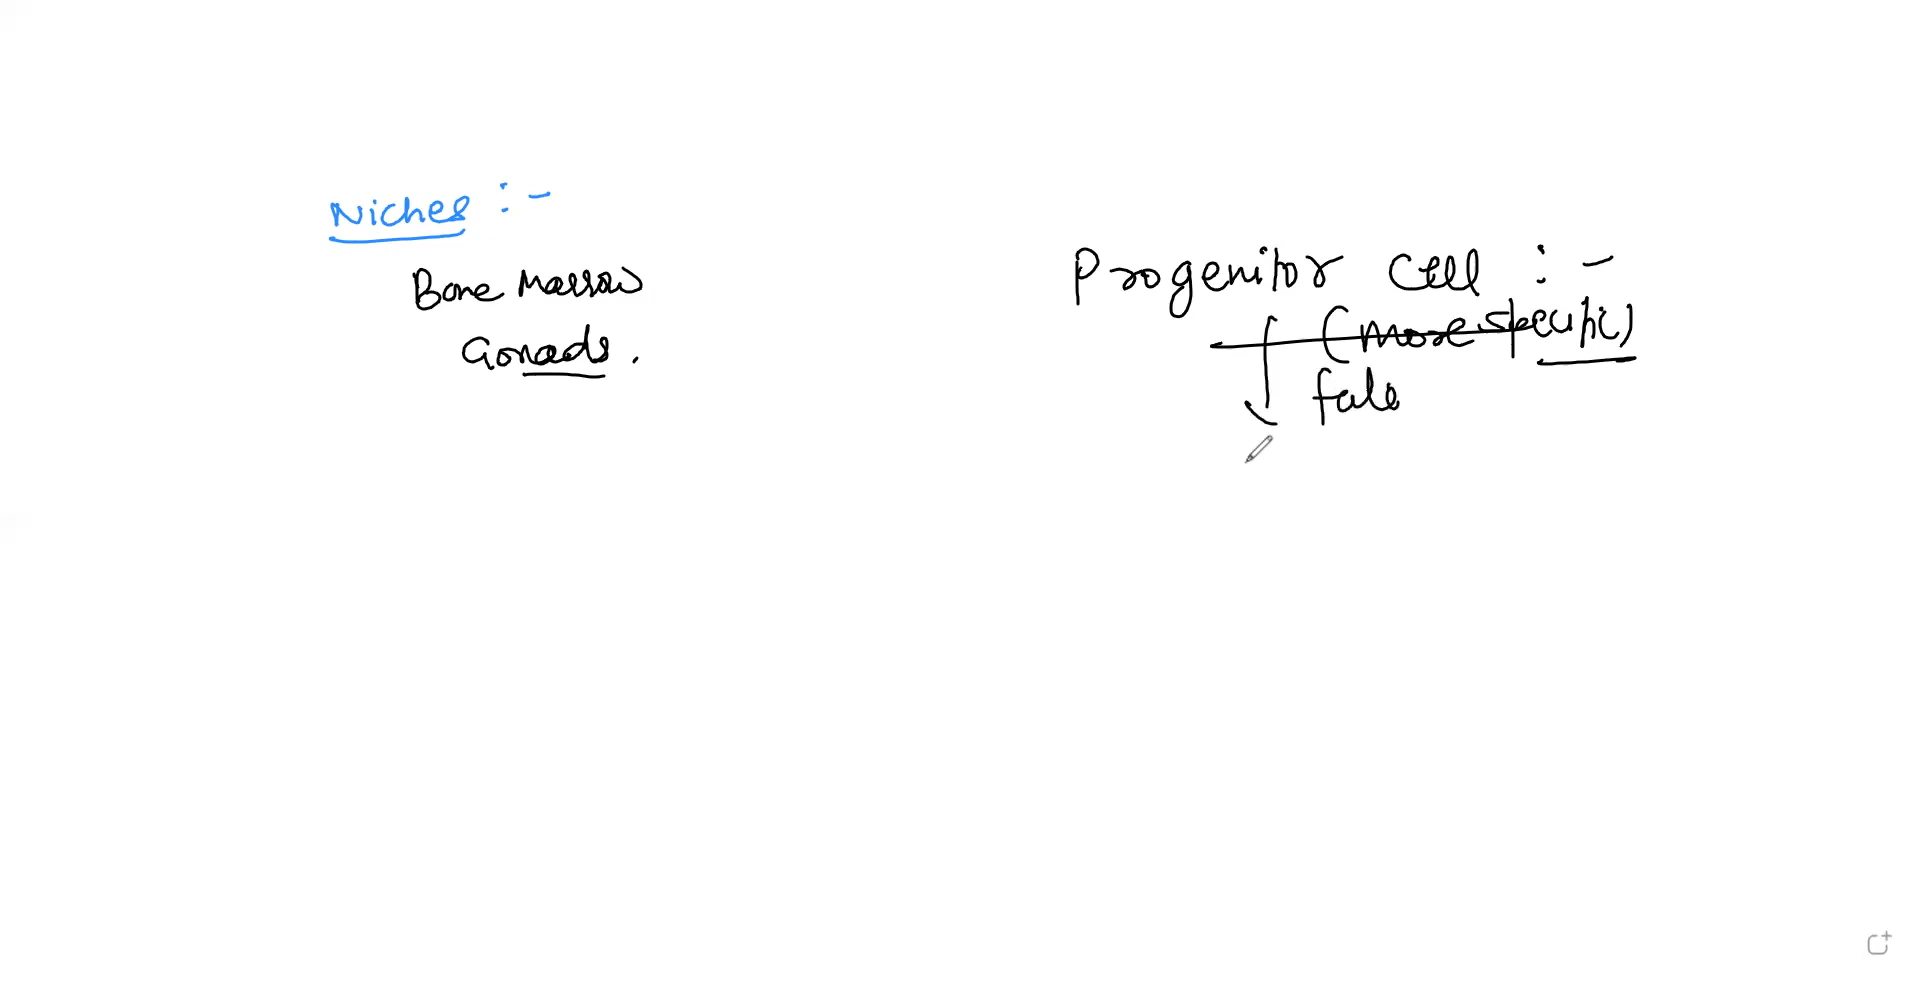 Niches :-
Bone Marrow
Gonads.
Progenitor Cell :-
(more specific)
fate